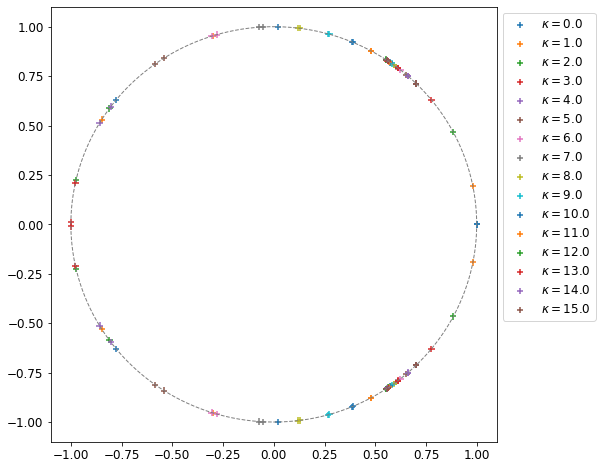 1.00
0.75
0.50
0.25
0.00
−0.25
−0.50
−0.75
−1.00
−1.00 −0.75 −0.50 −0.25 0.00 0.25 0.50 0.75 1.00
κ = 0.0
κ = 1.0
κ = 2.0
κ = 3.0
κ = 4.0
κ = 5.0
κ = 6.0
κ = 7.0
κ = 8.0
κ = 9.0
κ = 10.0
κ = 11.0
κ = 12.0
κ = 13.0
κ = 14.0
κ = 15.0